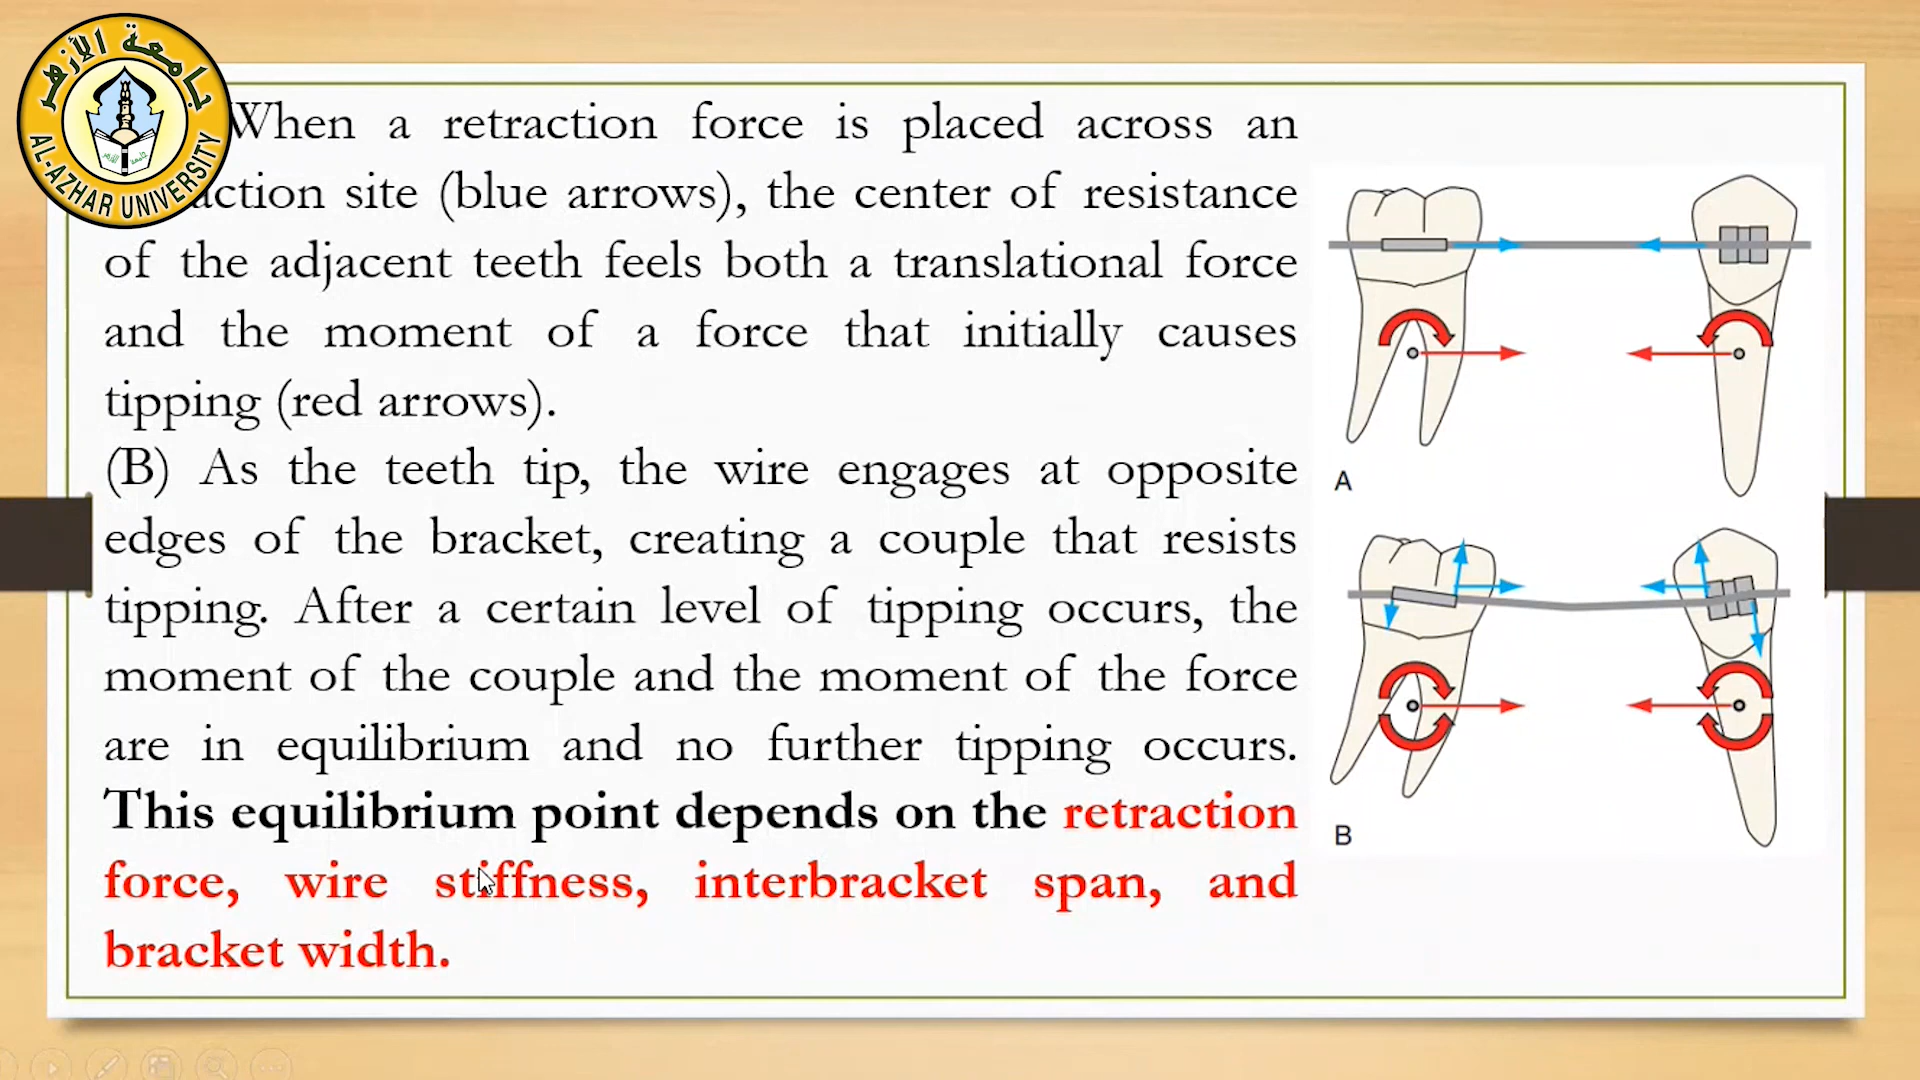 جامعة الأزهر
AL-AZHAR UNIVERSITY
When a retraction force is placed across an
action site (blue arrows), the center of resistance
of the adjacent teeth feels both a translational force
and the moment of a force that initially causes
tipping (red arrows).
(B) As the teeth tip, the wire engages at opposite
edges of the bracket, creating a couple that resists
tipping. After a certain level of tipping occurs, the
moment of the couple and the moment of the force
are in equilibrium and no further tipping occurs.
This equilibrium point depends on the retraction
force, wire stiffness, interbracket span, and
bracket width.
A
B